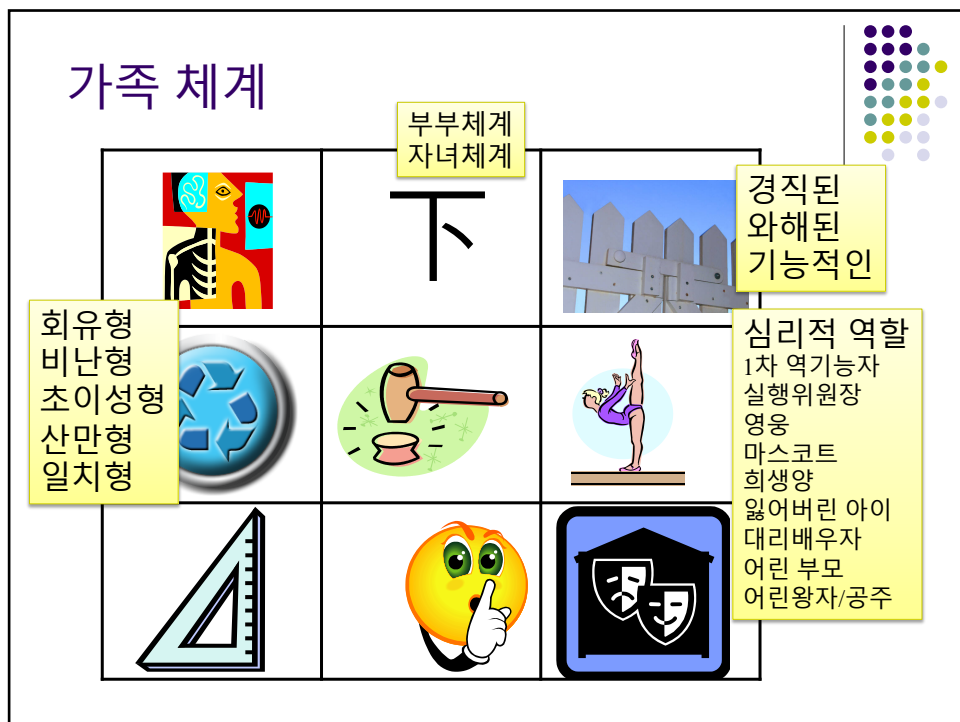 가족 체계
부부체계
자녀체계
下
경직된
와해된
기능적인
회유형
비난형
초이성형
산만형
일치형
심리적 역할
1차 역기능자
실행위원장
영웅
마스코트
희생양
잃어버린 아이
대리배우자
어린 부모
어린왕자/공주